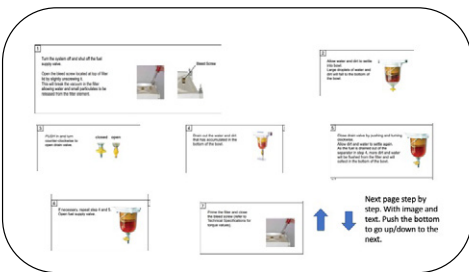 1
Turn the system off and shut off the fuel
supply valve.
Open the bleed screw located at top of filter
lid by slightly unscrewing it.
This will break the vacuum in the filter
allowing water and small particulates to be
released from the filter element.
Bleed Screw
2
Allow water and dirt to settle
into bowl.
Large droplets of water and
dirt will fall to the bottom of
the bowl.
3
PUSH in and turn
counter-clockwise to
open drain valve
closed open
4
Drain out the water and dirt
that has accumulated in the
bottom of the bowl.
5
Close drain valve by pushing and turning
clockwise.
Allow dirt and water to settle again.
As the fuel is drained out of the
separator in step 4, more dirt and water
will be flushed from the filter and will
collect in the bottom of the bowl.
6
If necessary, repeat step 4 and 5.
Open fuel supply valve.
7
Prime the filter and close
the bleed screw (refer to
Technical Specifications for
torque values).
Next page step by
step. With image and
text. Push the bottom
to go up/down to the
next.